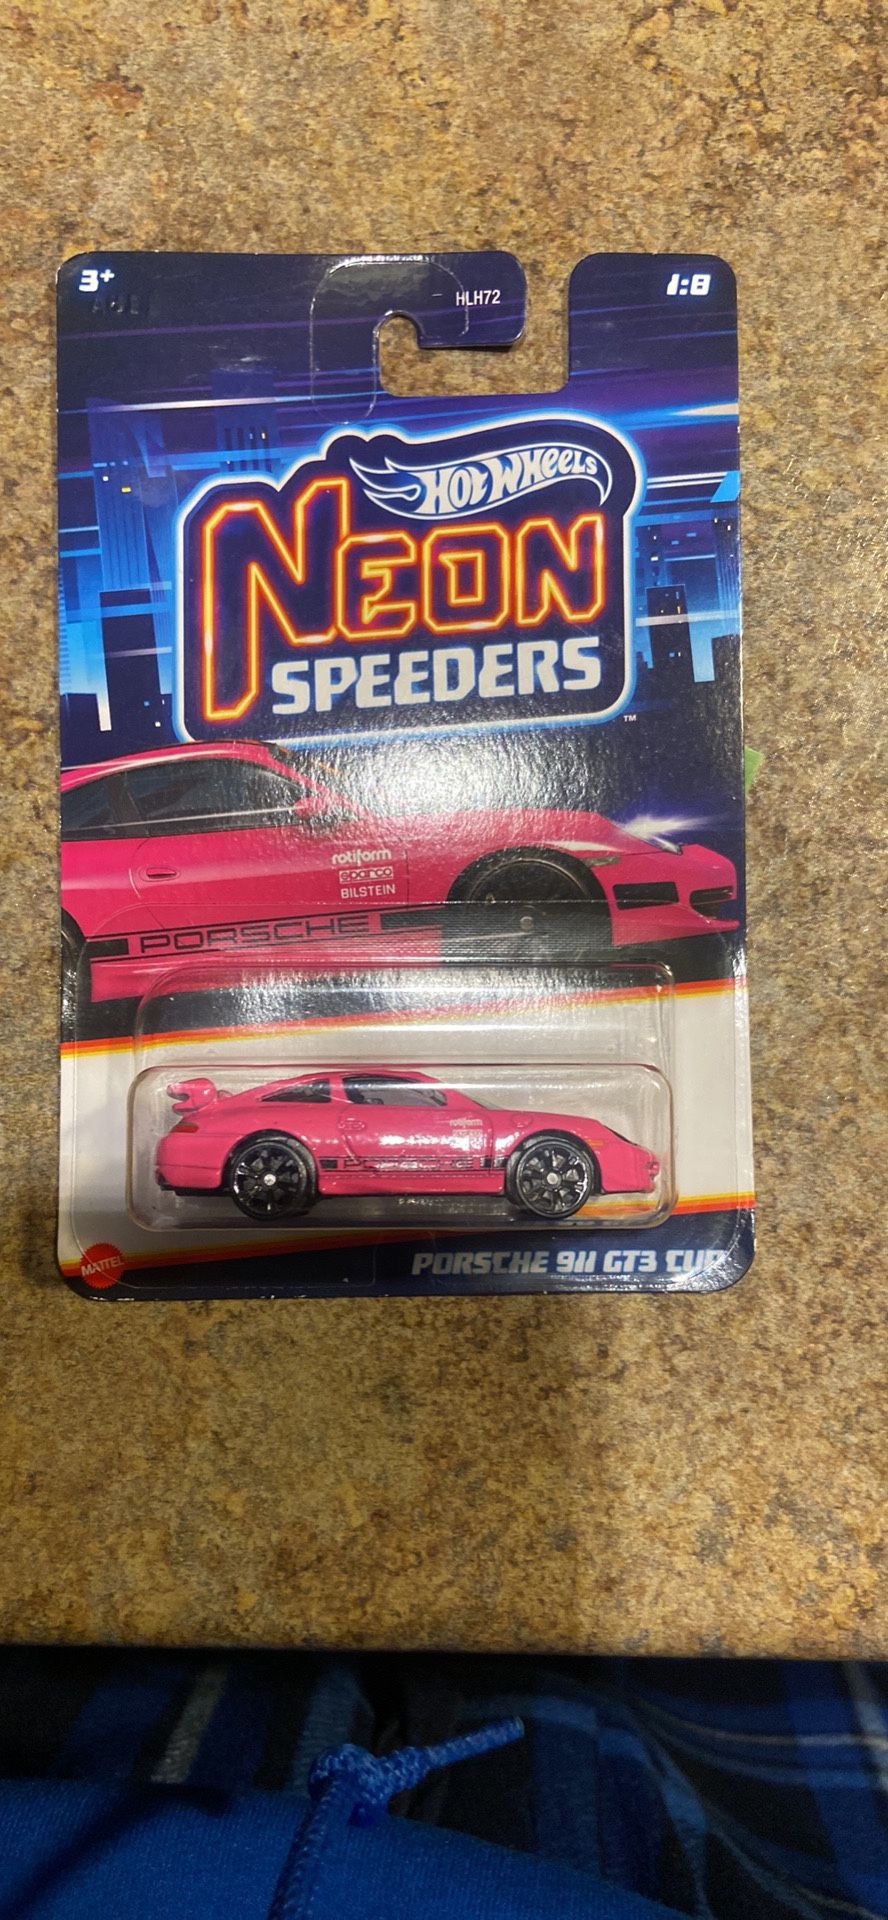 3+
HLH72
1:8
HOT WHEELS
NEON
SPEEDERS
™
rotiform
sparco
BILSTEIN
PORSCHE
rotiform
PORSCHE
MATTEL
PORSCHE 911 GT3 CUP